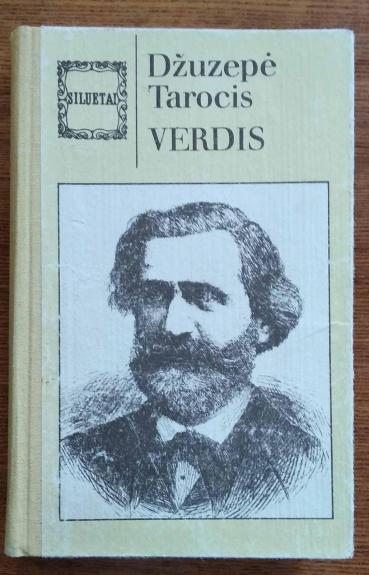 SILUETAI
Džuzepė
Tarocis
VERDIS